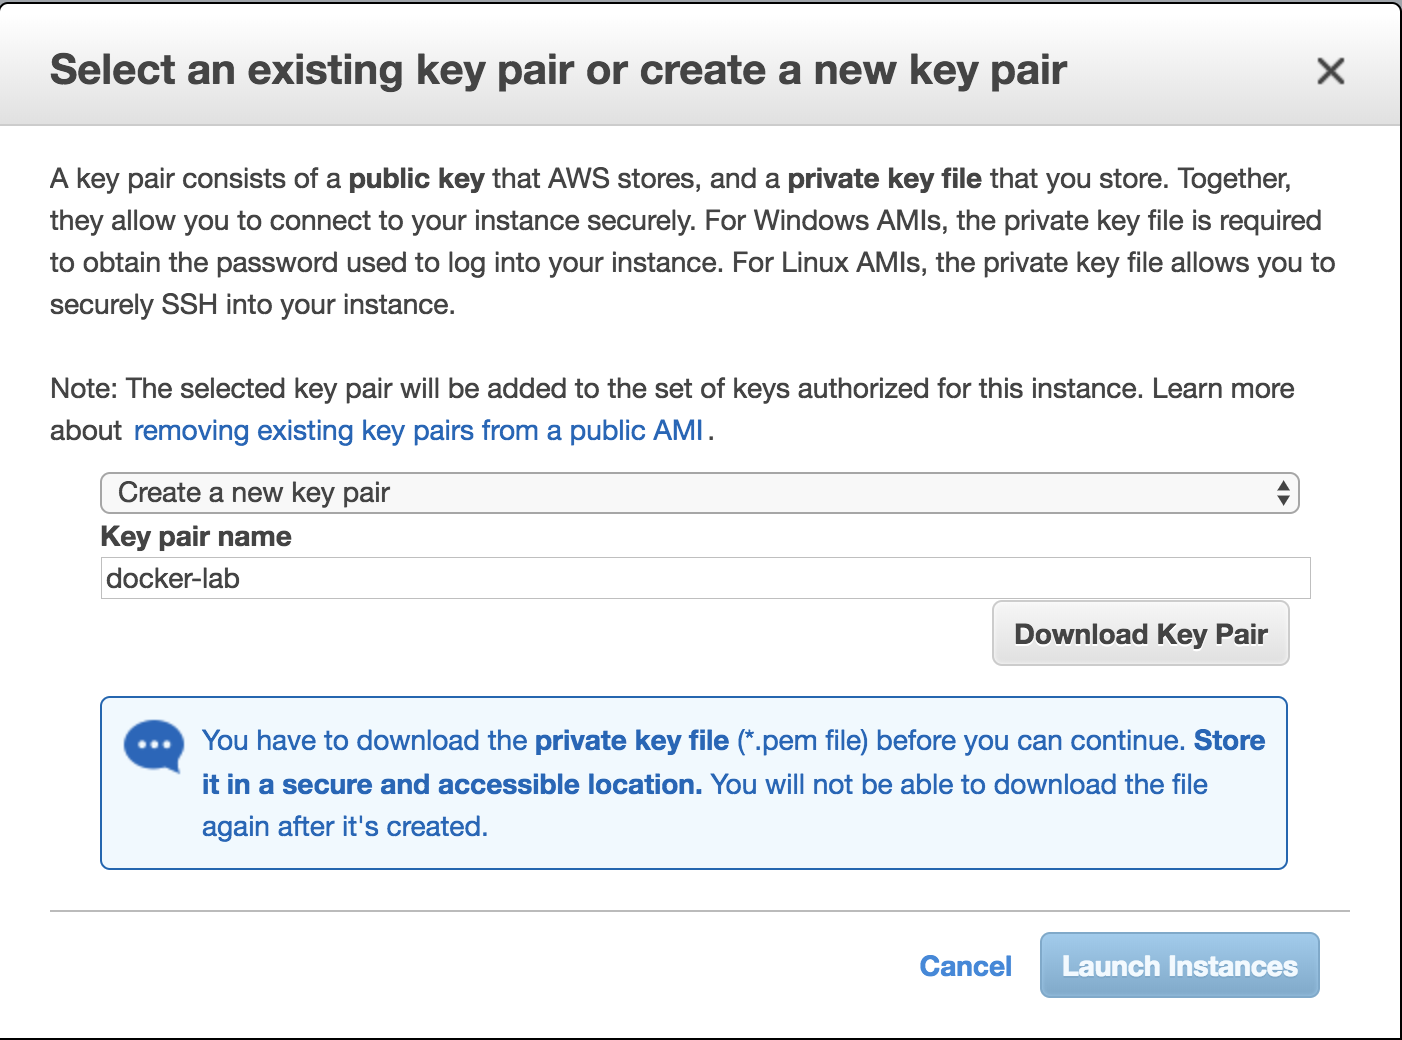 Select an existing key pair or create a new key pair
A key pair consists of a public key that AWS stores, and a private key file that you store. Together,
they allow you to connect to your instance securely. For Windows AMIs, the private key file is required
to obtain the password used to log into your instance. For Linux AMIs, the private key file allows you to
securely SSH into your instance.
Note: The selected key pair will be added to the set of keys authorized for this instance. Learn more
about removing existing key pairs from a public AMI .
Create a new key pair
Key pair name
docker-lab
Download Key Pair
You have to download the private key file (*.pem file) before you can continue. Store
it in a secure and accessible location. You will not be able to download the file
again after it's created.
Cancel
Launch Instances